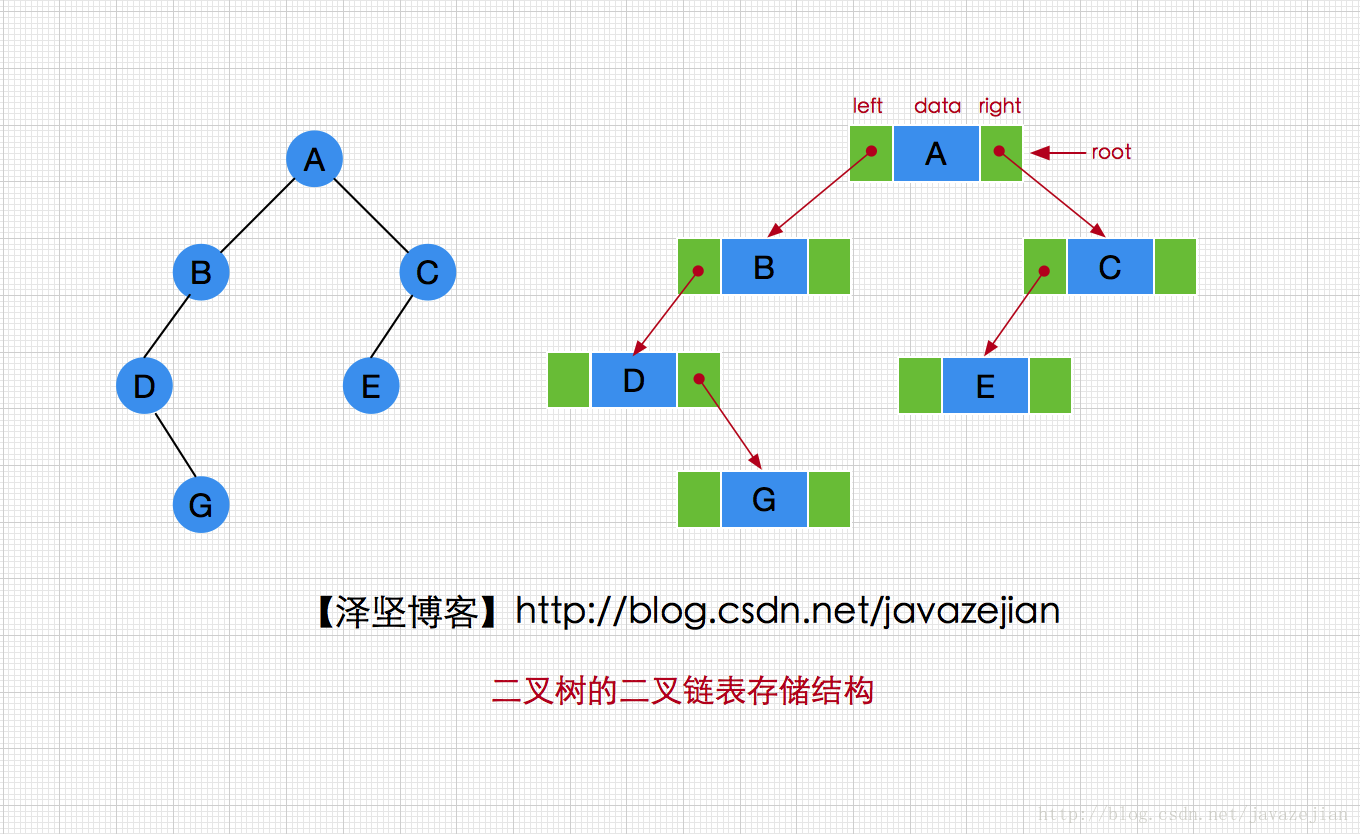 left data right
A
root
A
B
C
B
C
D
E
D
E
G
G
【泽坚博客】http://blog.csdn.net/javazejian
二叉树的二叉链表存储结构
http://blog.csdn.net/javazejian